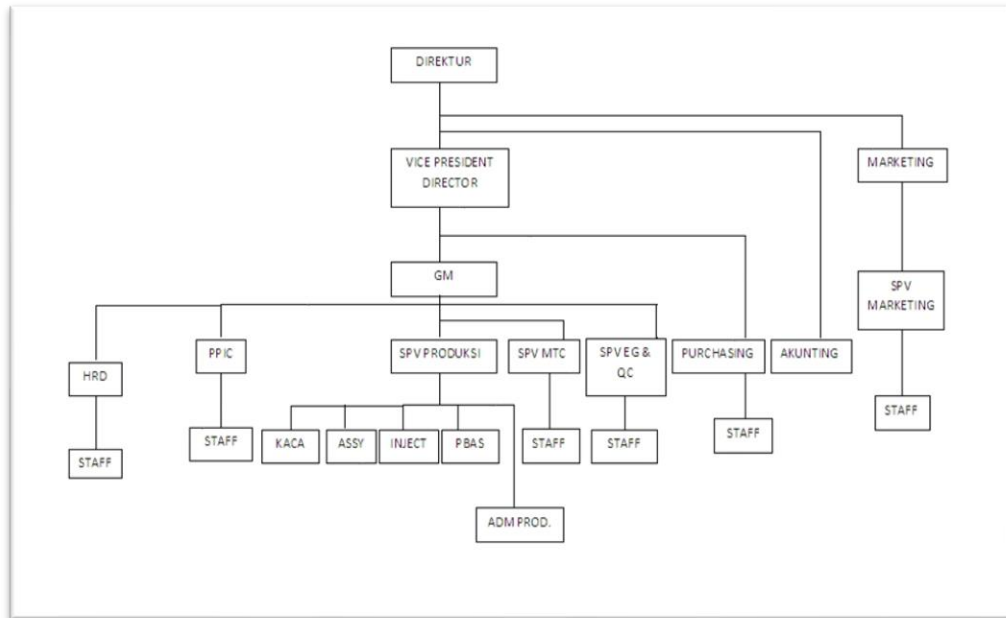 DIREKTUR
VICE PRESIDENT
DIRECTOR
MARKETING
GM
SPV
MARKETING
HRD
PPIC
SPV PRODUKSI
SPV MTC
SPV EG &
QC
PURCHASING
AKUNTING
STAFF
STAFF
KACA
ASSY
INJECT
PBAS
STAFF
STAFF
STAFF
STAFF
ADM PROD.